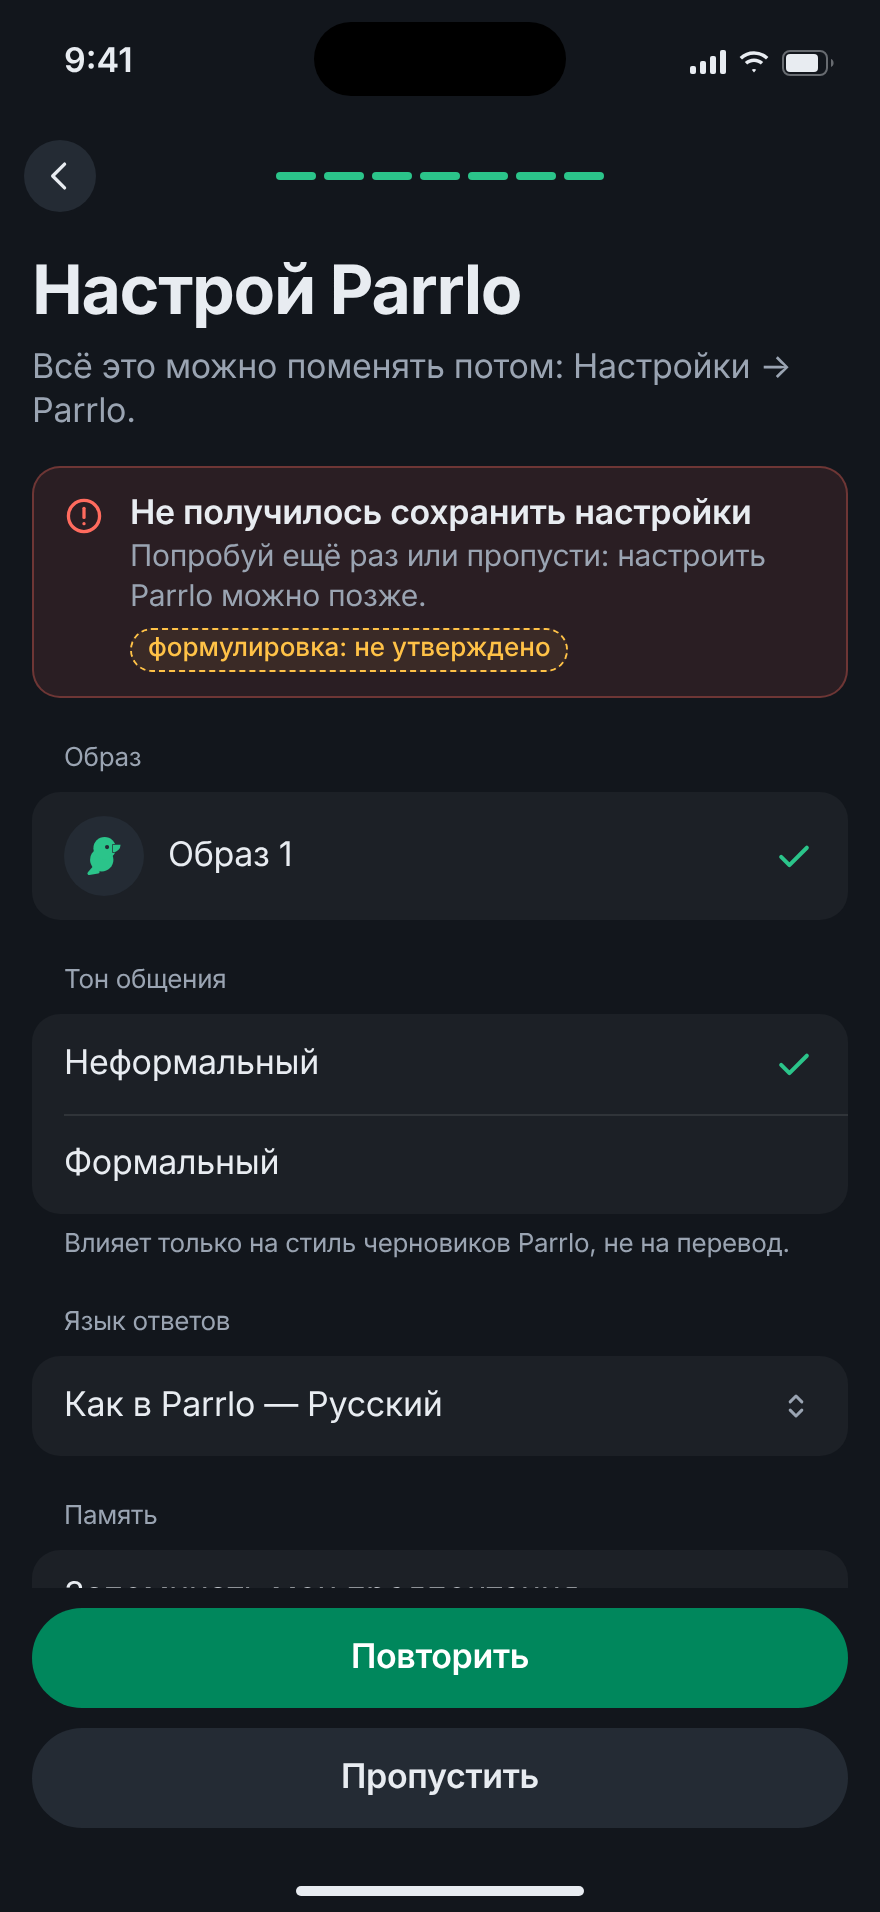 9:41
Настрой Parrlo
Всё это можно поменять потом: Настройки →
Parrlo.
Не получилось сохранить настройки
Попробуй ещё раз или пропусти: настроить
Parrlo можно позже.
формулировка: не утверждено
Образ
Образ 1
Тон общения
Неформальный
Формальный
Влияет только на стиль черновиков Parrlo, не на перевод.
Язык ответов
Как в Parrlo — Русский
Память
Повторить
Пропустить